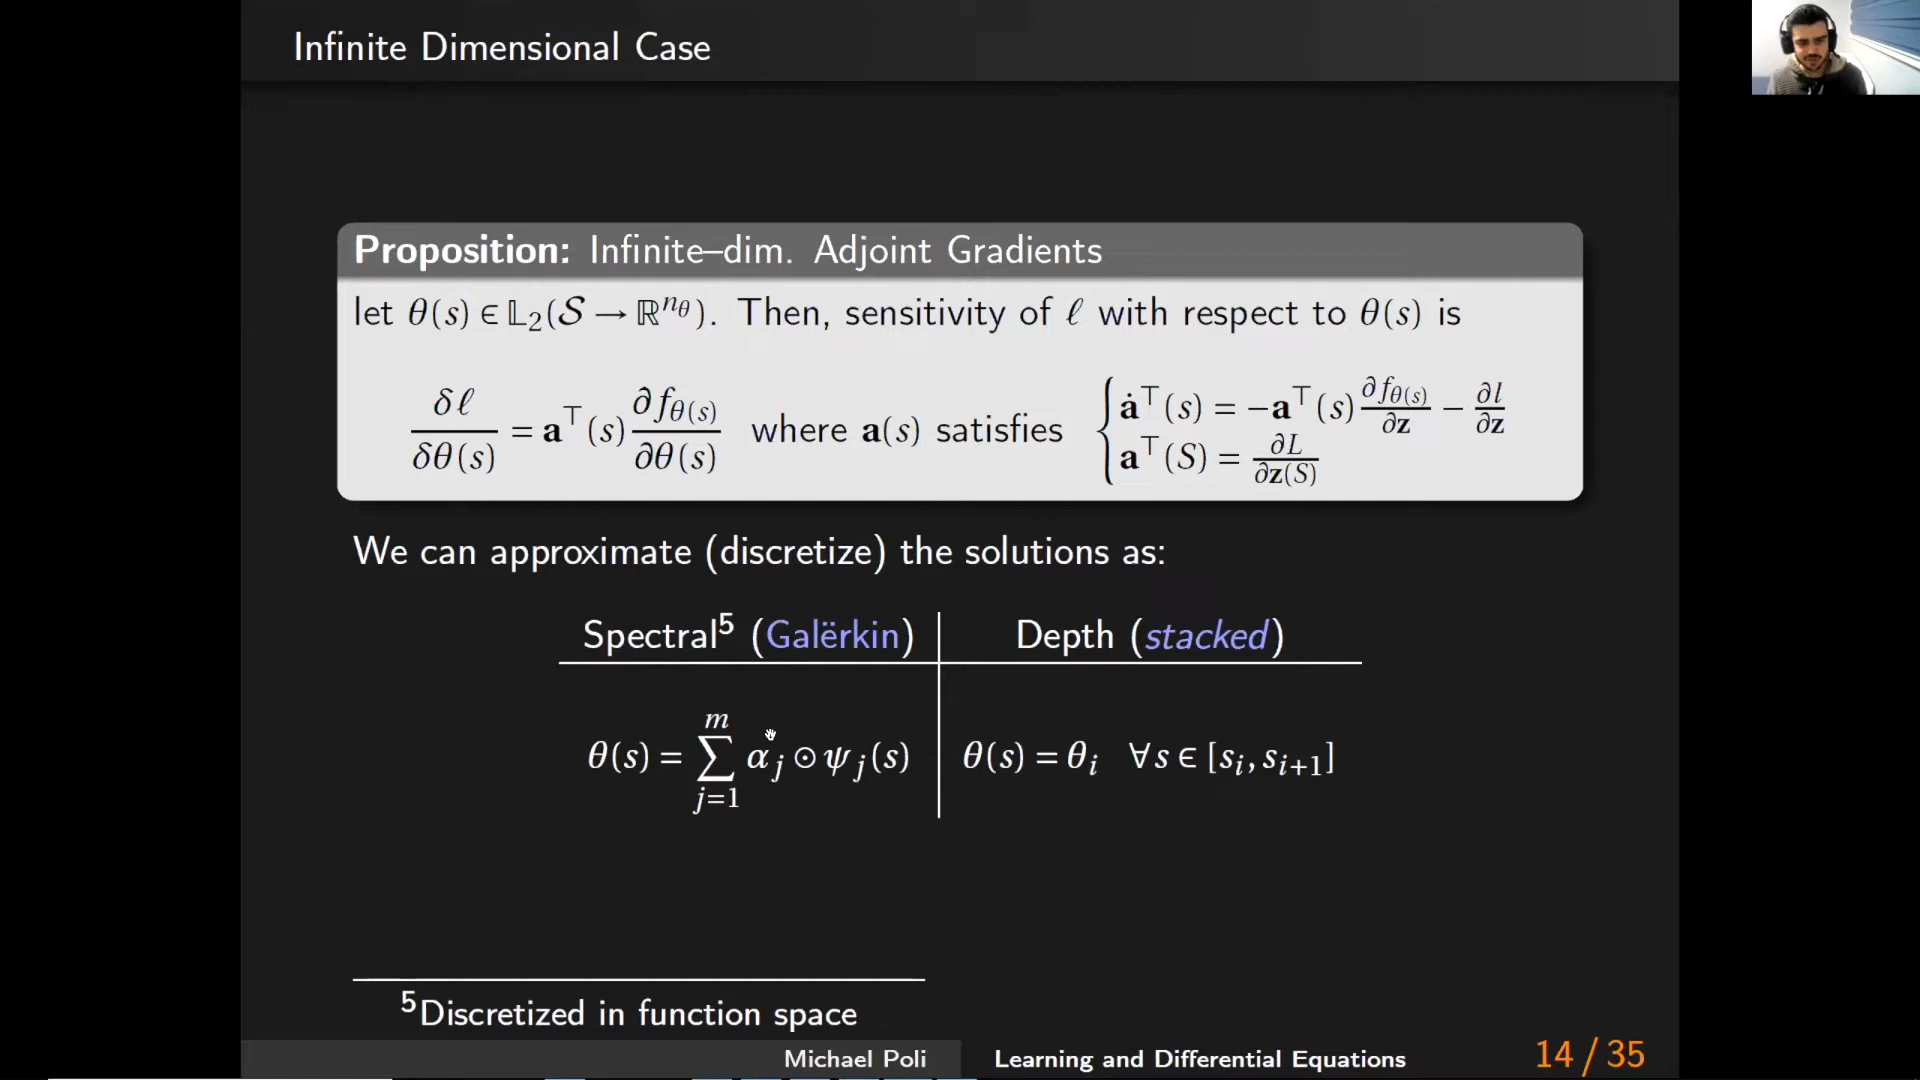 Infinite Dimensional Case
Proposition: Infinite–dim. Adjoint Gradients
let θ(s) ∈ 𝕃₂(𝒮 → ℝ^{n_θ}). Then, sensitivity of ℓ with respect to θ(s) is
δℓ/δθ(s) = a⊤(s) ∂f_{θ(s)}/∂θ(s) where a(s) satisfies { ȧ⊤(s) = −a⊤(s) ∂f_{θ(s)}/∂z − ∂l/∂z
a⊤(S) = ∂L/∂z(S)
We can approximate (discretize) the solutions as:
Spectral⁵ (Galërkin) Depth (stacked)
θ(s) = ∑_{j=1}^{m} α_j ⊙ ψ_j(s) θ(s) = θ_i ∀s ∈ [s_i, s_{i+1}]
⁵Discretized in function space
Michael Poli Learning and Differential Equations 14 / 35